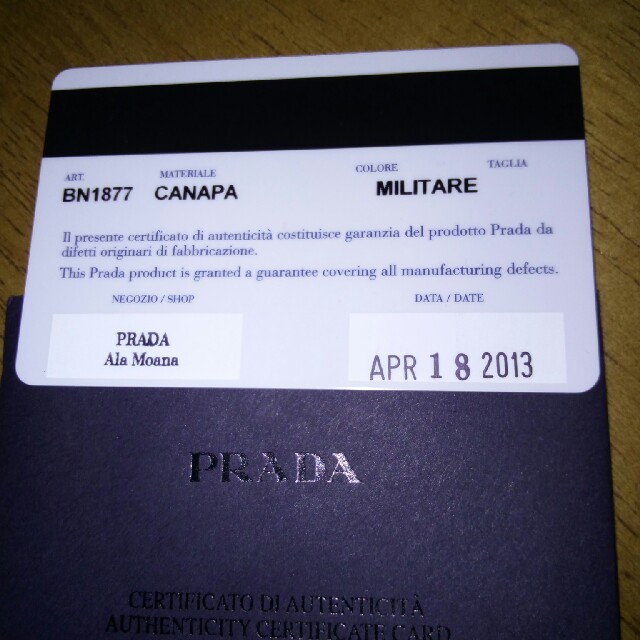 ART MATERIALE COLORE TAGLIA
BN1877 CANAPA MILITARE
Il presente certificato di autenticità costituisce garanzia del prodotto Prada da
difetti originari di fabbricazione.
This Prada product is granted a guarantee covering all manufacturing defects.
NEGOZIO / SHOP DATA / DATE
PRADA
Ala Moana
APR 18 2013
PRADA
CERTIFICATO DI AUTENTICITÀ
AUTHENTICITY CERTIFICATE CARD